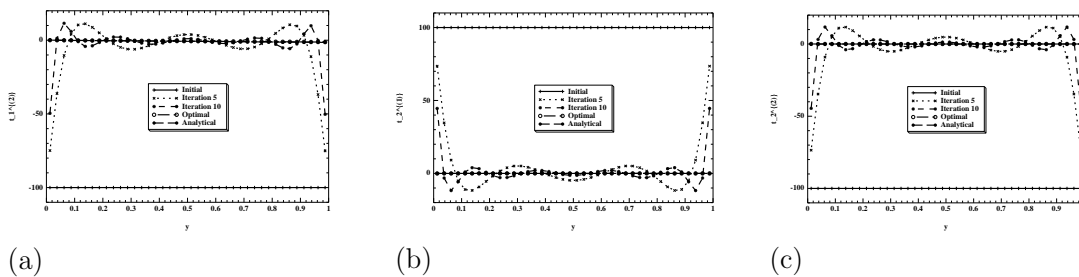 t_1^{(2)}
0
-50
-100
0 0.1 0.2 0.3 0.4 0.5 0.6 0.7 0.8 0.9 1
y
Initial
Iteration 5
Iteration 10
Optimal
Analytical
(a)
t_2^{(1)}
100
50
0
0 0.1 0.2 0.3 0.4 0.5 0.6 0.7 0.8 0.9 1
y
Initial
Iteration 5
Iteration 10
Optimal
Analytical
(b)
t_2^{(2)}
0
-50
-100
0 0.1 0.2 0.3 0.4 0.5 0.6 0.7 0.8 0.9
y
Initial
Iteration 5
Iteration 10
Optimal
Analytical
(c)